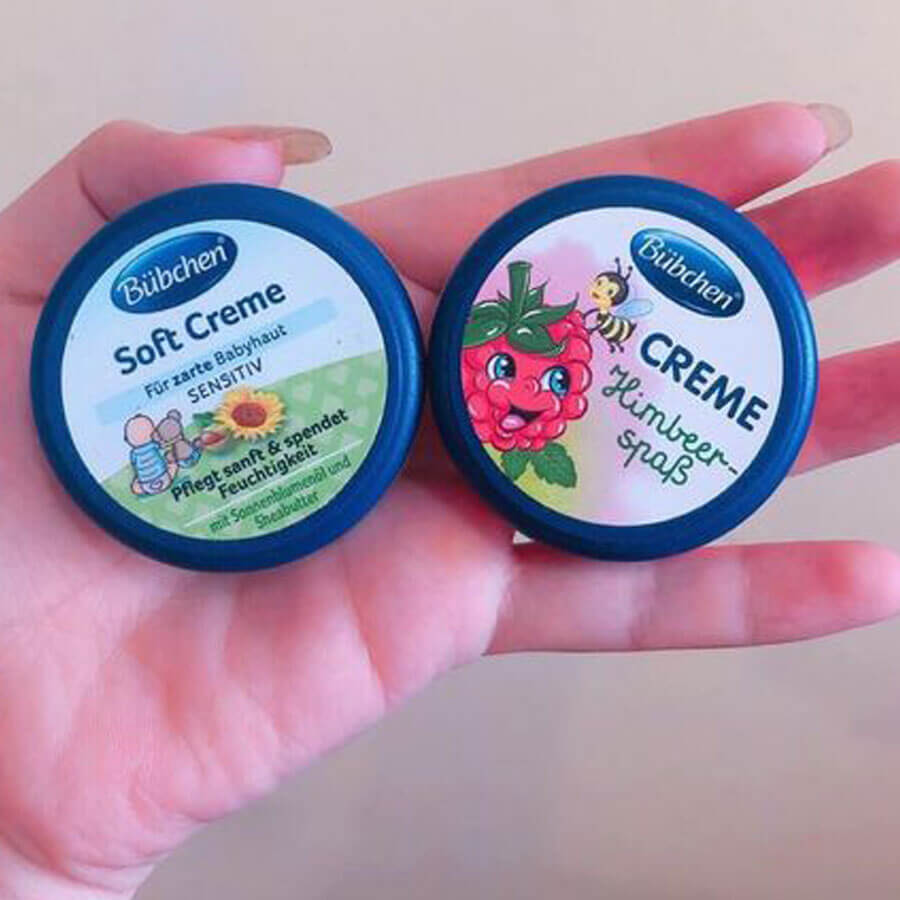 Bübchen
Soft Creme
Für zarte Babyhaut
SENSITIV
Pflegt sanft & spendet
Feuchtigkeit
mit Sonnenblumenöl und
Sheabutter
Bübchen
CREME
Himbeer-
spaß